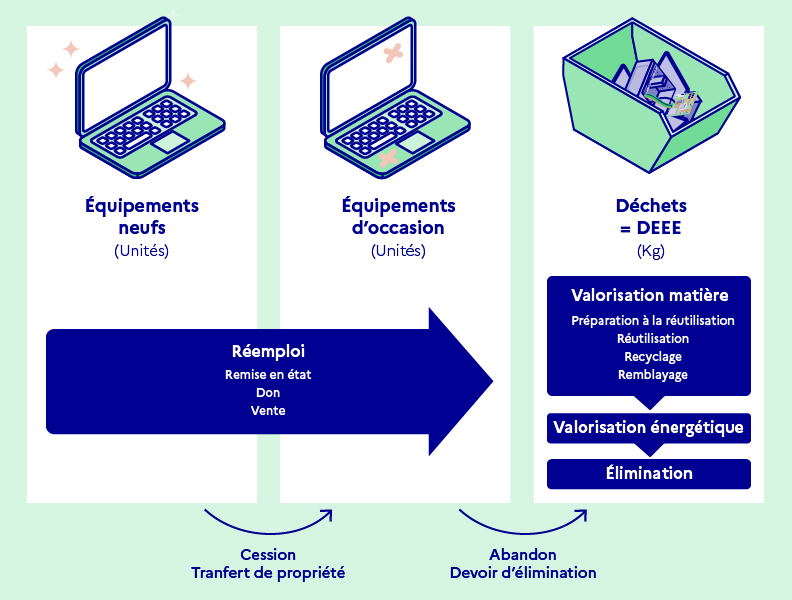 Équipements
neufs
(Unités)
Équipements
d'occasion
(Unités)
Déchets
= DEEE
(Kg)
Réemploi
Remise en état
Don
Vente
Valorisation matière
Préparation à la réutilisation
Réutilisation
Recyclage
Remblayage
Valorisation énergétique
Élimination
Cession
Tranfert de propriété
Abandon
Devoir d'élimination